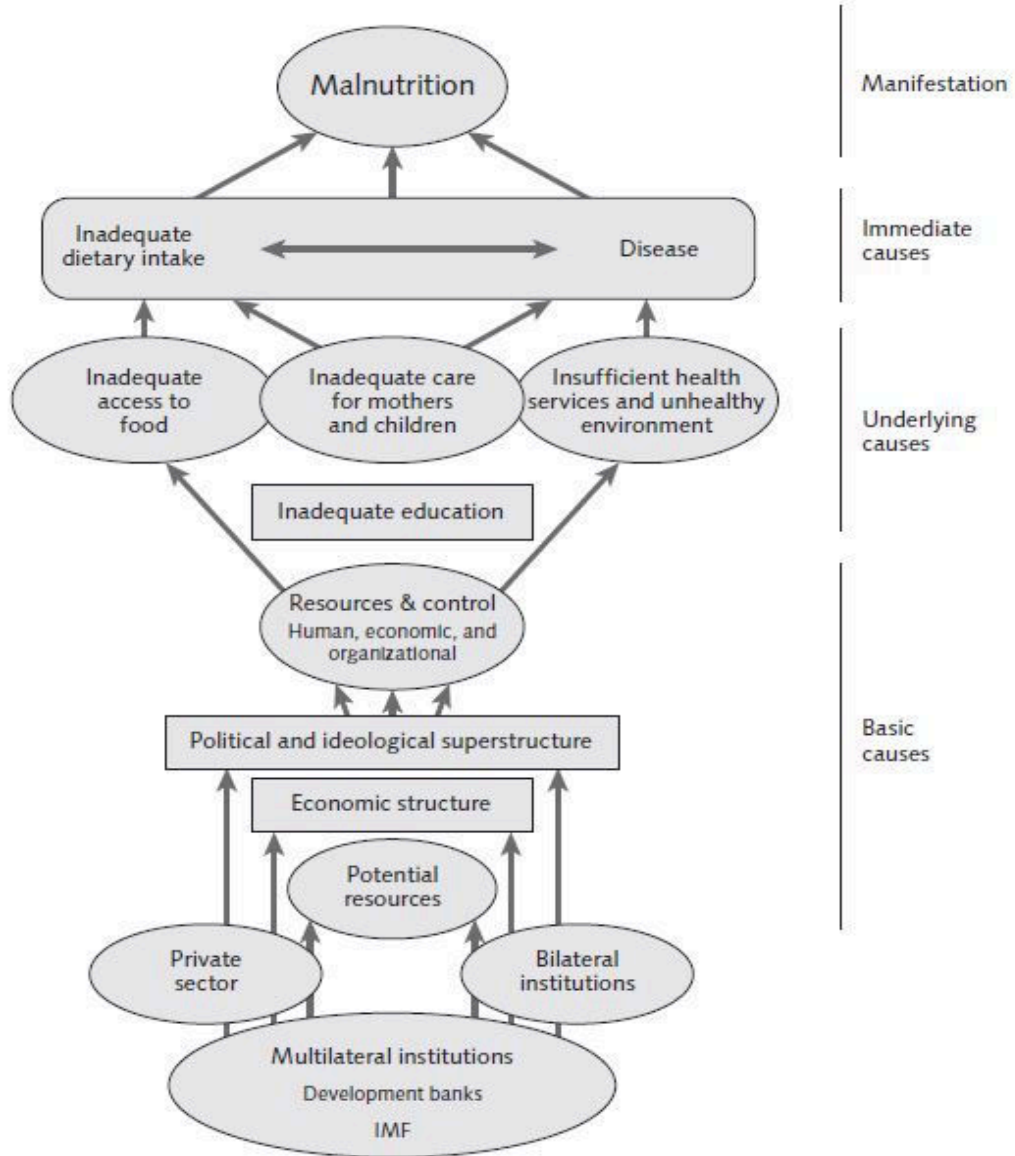 Malnutrition
Manifestation
Inadequate
dietary intake
Disease
Immediate
causes
Inadequate
access to
food
Inadequate care
for mothers
and children
Insufficient health
services and unhealthy
environment
Underlying
causes
Inadequate education
Resources & control
Human, economic, and
organizational
Political and ideological superstructure
Basic
causes
Economic structure
Potential
resources
Private
sector
Bilateral
institutions
Multilateral institutions
Development banks
IMF